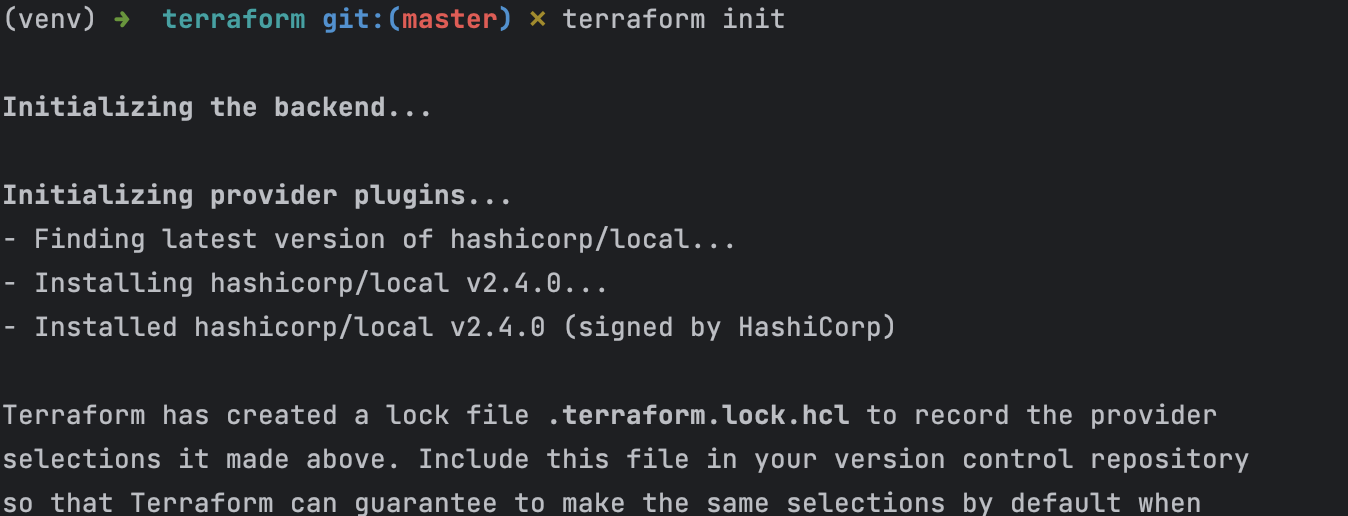 (venv) ➜ terraform git:(master) ✗ terraform init
Initializing the backend...
Initializing provider plugins...
- Finding latest version of hashicorp/local...
- Installing hashicorp/local v2.4.0...
- Installed hashicorp/local v2.4.0 (signed by HashiCorp)
Terraform has created a lock file .terraform.lock.hcl to record the provider
selections it made above. Include this file in your version control repository
so that Terraform can guarantee to make the same selections by default when